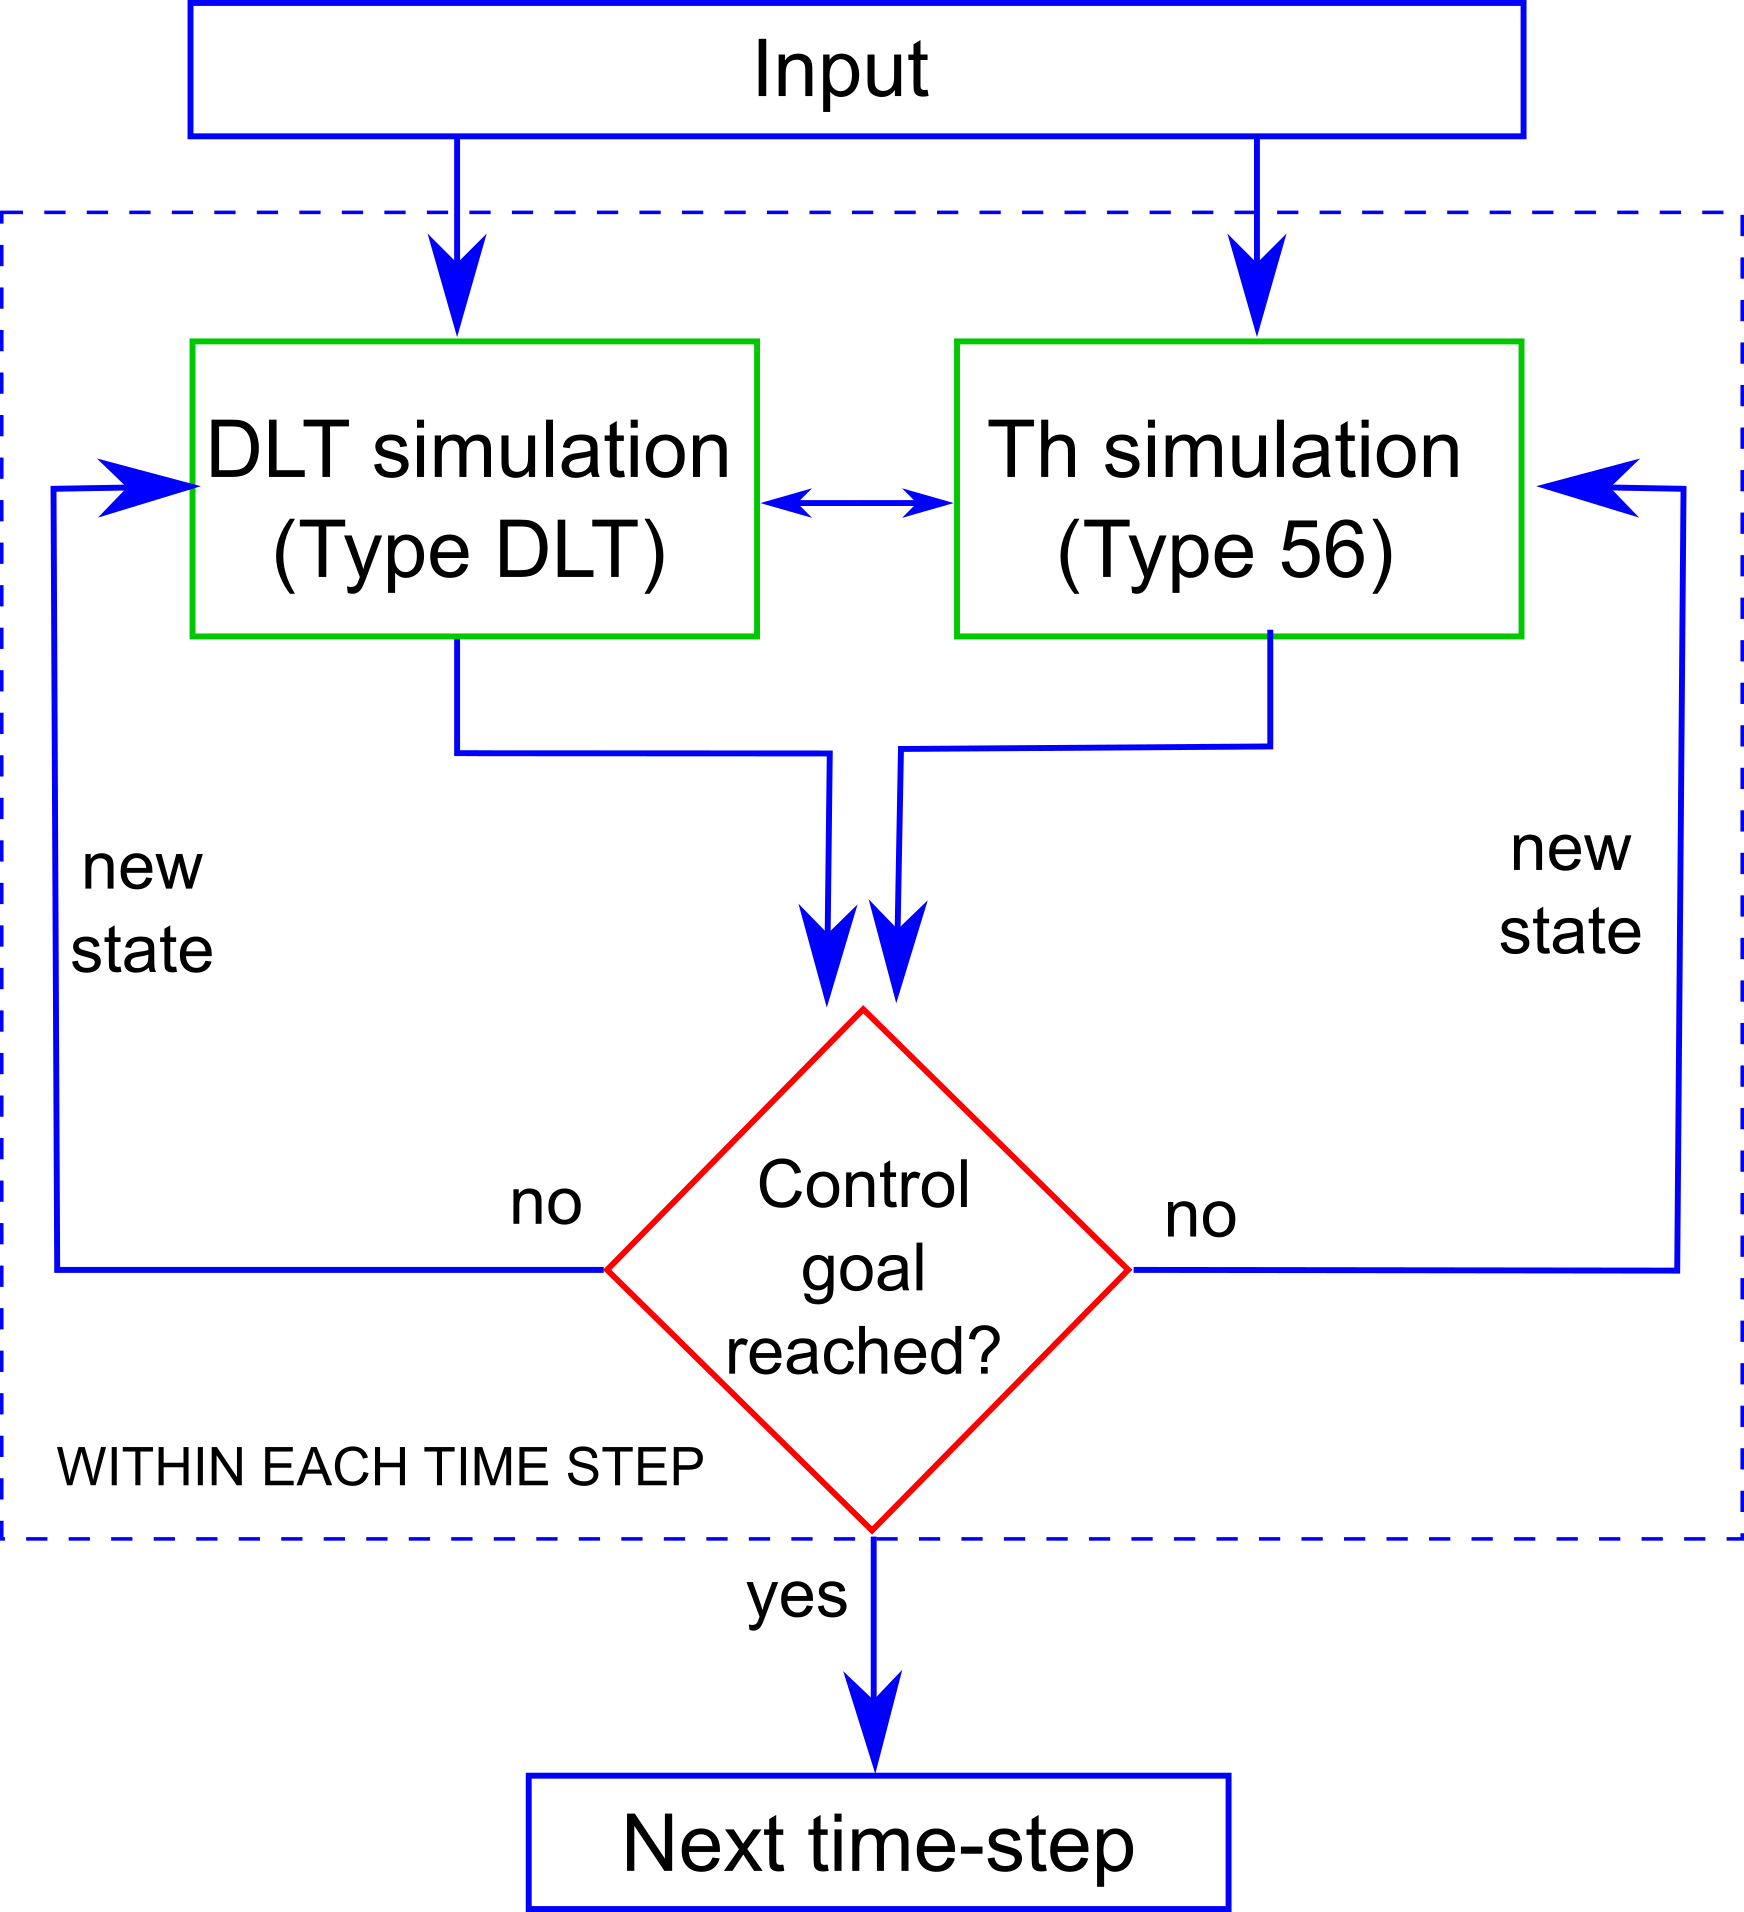 Input
DLT simulation
(Type DLT)
Th simulation
(Type 56)
new
state
new
state
no
Control
goal
reached?
no
WITHIN EACH TIME STEP
yes
Next time-step